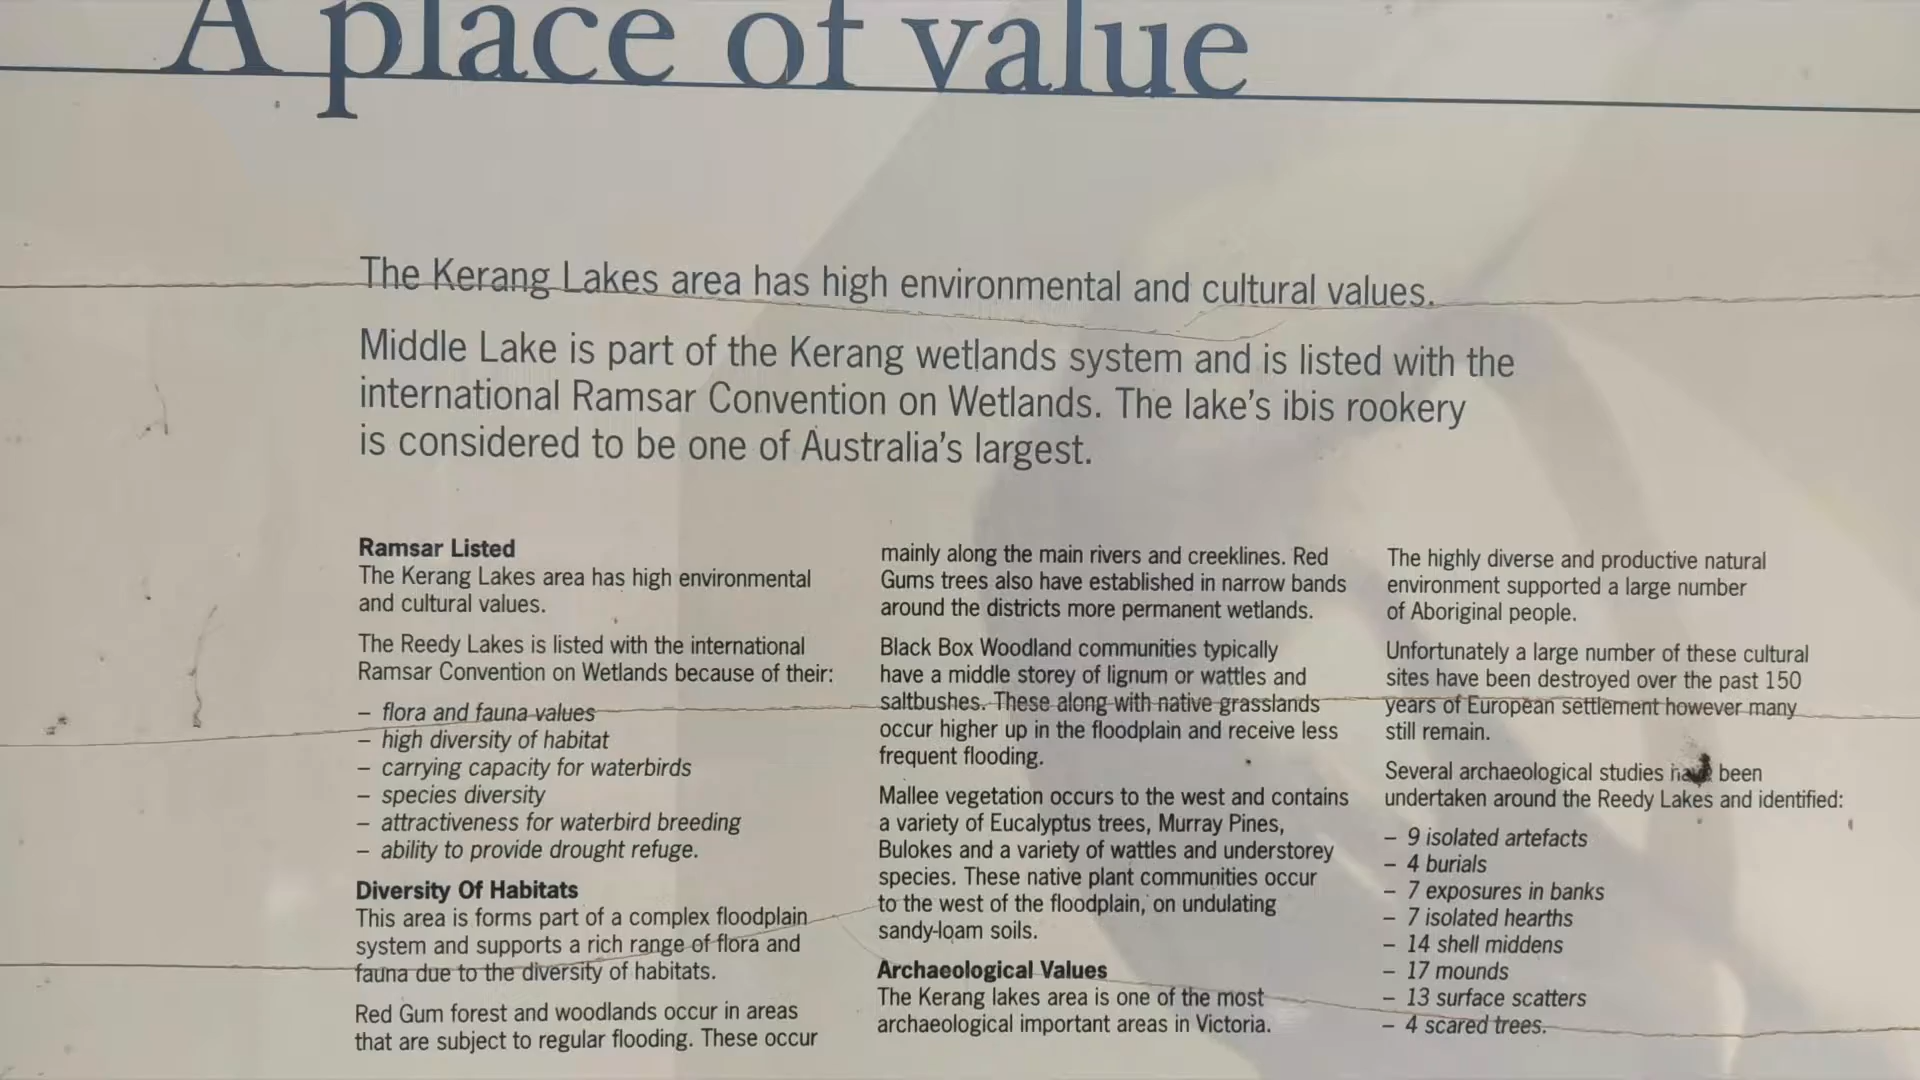 A place of value
The Kerang Lakes area has high environmental and cultural values.
Middle Lake is part of the Kerang wetlands system and is listed with the
international Ramsar Convention on Wetlands. The lake's ibis rookery
is considered to be one of Australia's largest.
Ramsar Listed
The Kerang Lakes area has high environmental
and cultural values.
The Reedy Lakes is listed with the international
Ramsar Convention on Wetlands because of their:
– flora and fauna values
– high diversity of habitat
– carrying capacity for waterbirds
– species diversity
– attractiveness for waterbird breeding
– ability to provide drought refuge.
Diversity Of Habitats
This area is forms part of a complex floodplain
system and supports a rich range of flora and
fauna due to the diversity of habitats.
Red Gum forest and woodlands occur in areas
that are subject to regular flooding. These occur
mainly along the main rivers and creeklines. Red
Gums trees also have established in narrow bands
around the districts more permanent wetlands.
Black Box Woodland communities typically
have a middle storey of lignum or wattles and
saltbushes. These along with native grasslands
occur higher up in the floodplain and receive less
frequent flooding.
Mallee vegetation occurs to the west and contains
a variety of Eucalyptus trees, Murray Pines,
Bulokes and a variety of wattles and understorey
species. These native plant communities occur
to the west of the floodplain, on undulating
sandy-loam soils.
Archaeological Values
The Kerang lakes area is one of the most
archaeological important areas in Victoria.
The highly diverse and productive natural
environment supported a large number
of Aboriginal people.
Unfortunately a large number of these cultural
sites have been destroyed over the past 150
years of European settlement however many
still remain.
Several archaeological studies have been
undertaken around the Reedy Lakes and identified:
– 9 isolated artefacts
– 4 burials
– 7 exposures in banks
– 7 isolated hearths
– 14 shell middens
– 17 mounds
– 13 surface scatters
– 4 scared trees.